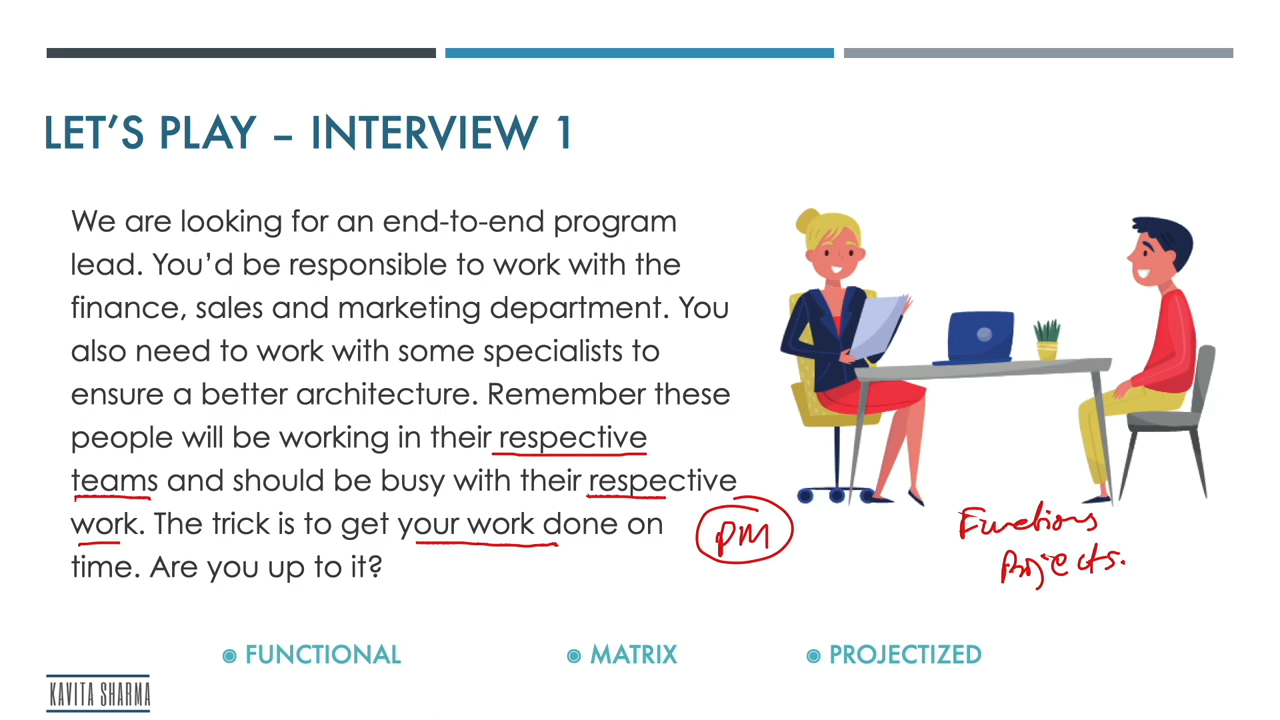 LET'S PLAY – INTERVIEW 1
We are looking for an end-to-end program
lead. You'd be responsible to work with the
finance, sales and marketing department. You
also need to work with some specialists to
ensure a better architecture. Remember these
people will be working in their respective
teams and should be busy with their respective
work. The trick is to get your work done on
time. Are you up to it?
PM
Functions
Projects.
FUNCTIONAL
MATRIX
PROJECTIZED
KAVITA SHARMA